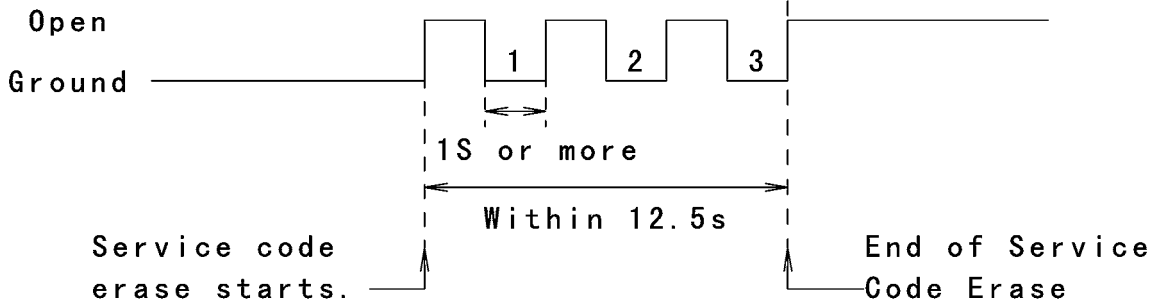 Open
Ground
1 2 3
1S or more
Within 12.5s
Service code
erase starts.
End of Service
Code Erase